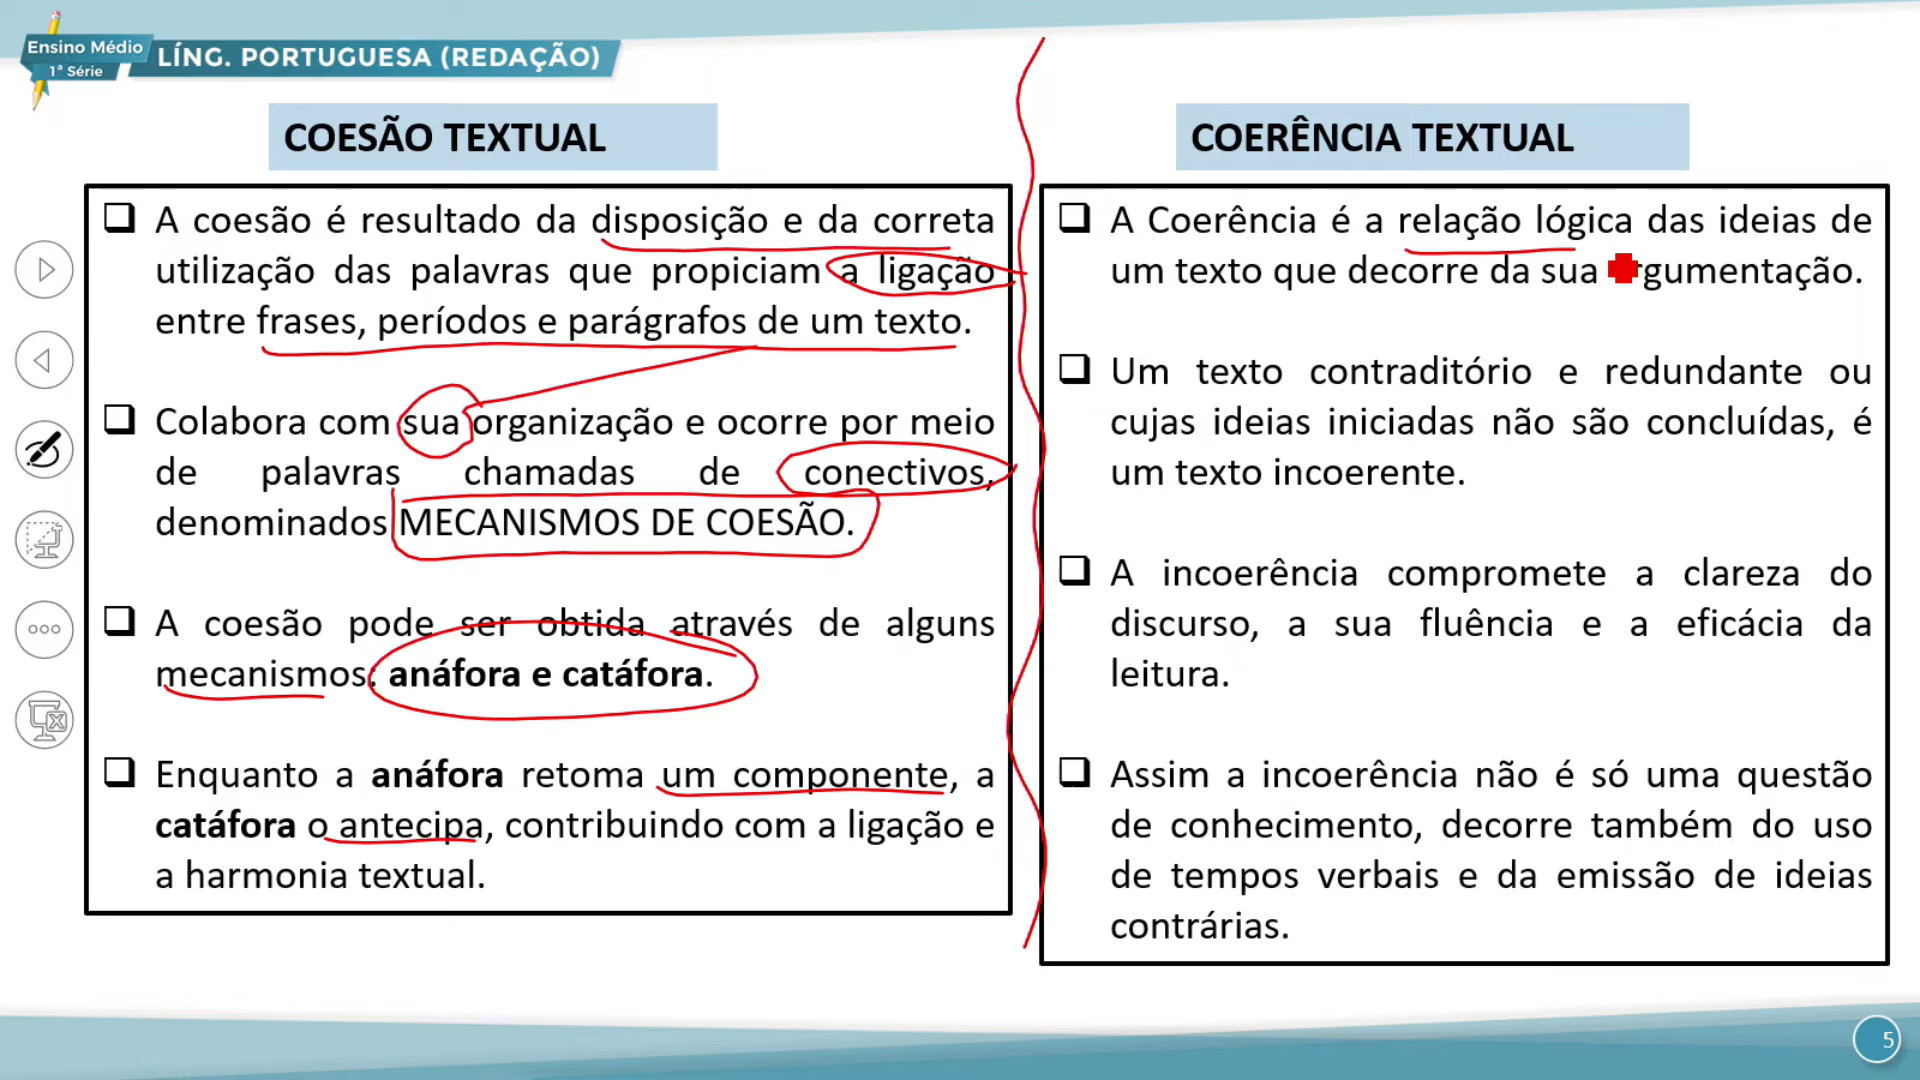 Ensino Médio
1ª Série
LÍNG. PORTUGUESA (REDAÇÃO)
COESÃO TEXTUAL
A coesão é resultado da disposição e da correta
utilização das palavras que propiciam a ligação
entre frases, períodos e parágrafos de um texto.
Colabora com sua organização e ocorre por meio
de palavras chamadas de conectivos,
denominados MECANISMOS DE COESÃO.
A coesão pode ser obtida através de alguns
mecanismos: anáfora e catáfora.
Enquanto a anáfora retoma um componente, a
catáfora o antecipa, contribuindo com a ligação e
a harmonia textual.
COERÊNCIA TEXTUAL
A Coerência é a relação lógica das ideias de
um texto que decorre da sua argumentação.
Um texto contraditório e redundante ou
cujas ideias iniciadas não são concluídas, é
um texto incoerente.
A incoerência compromete a clareza do
discurso, a sua fluência e a eficácia da
leitura.
Assim a incoerência não é só uma questão
de conhecimento, decorre também do uso
de tempos verbais e da emissão de ideias
contrárias.
5